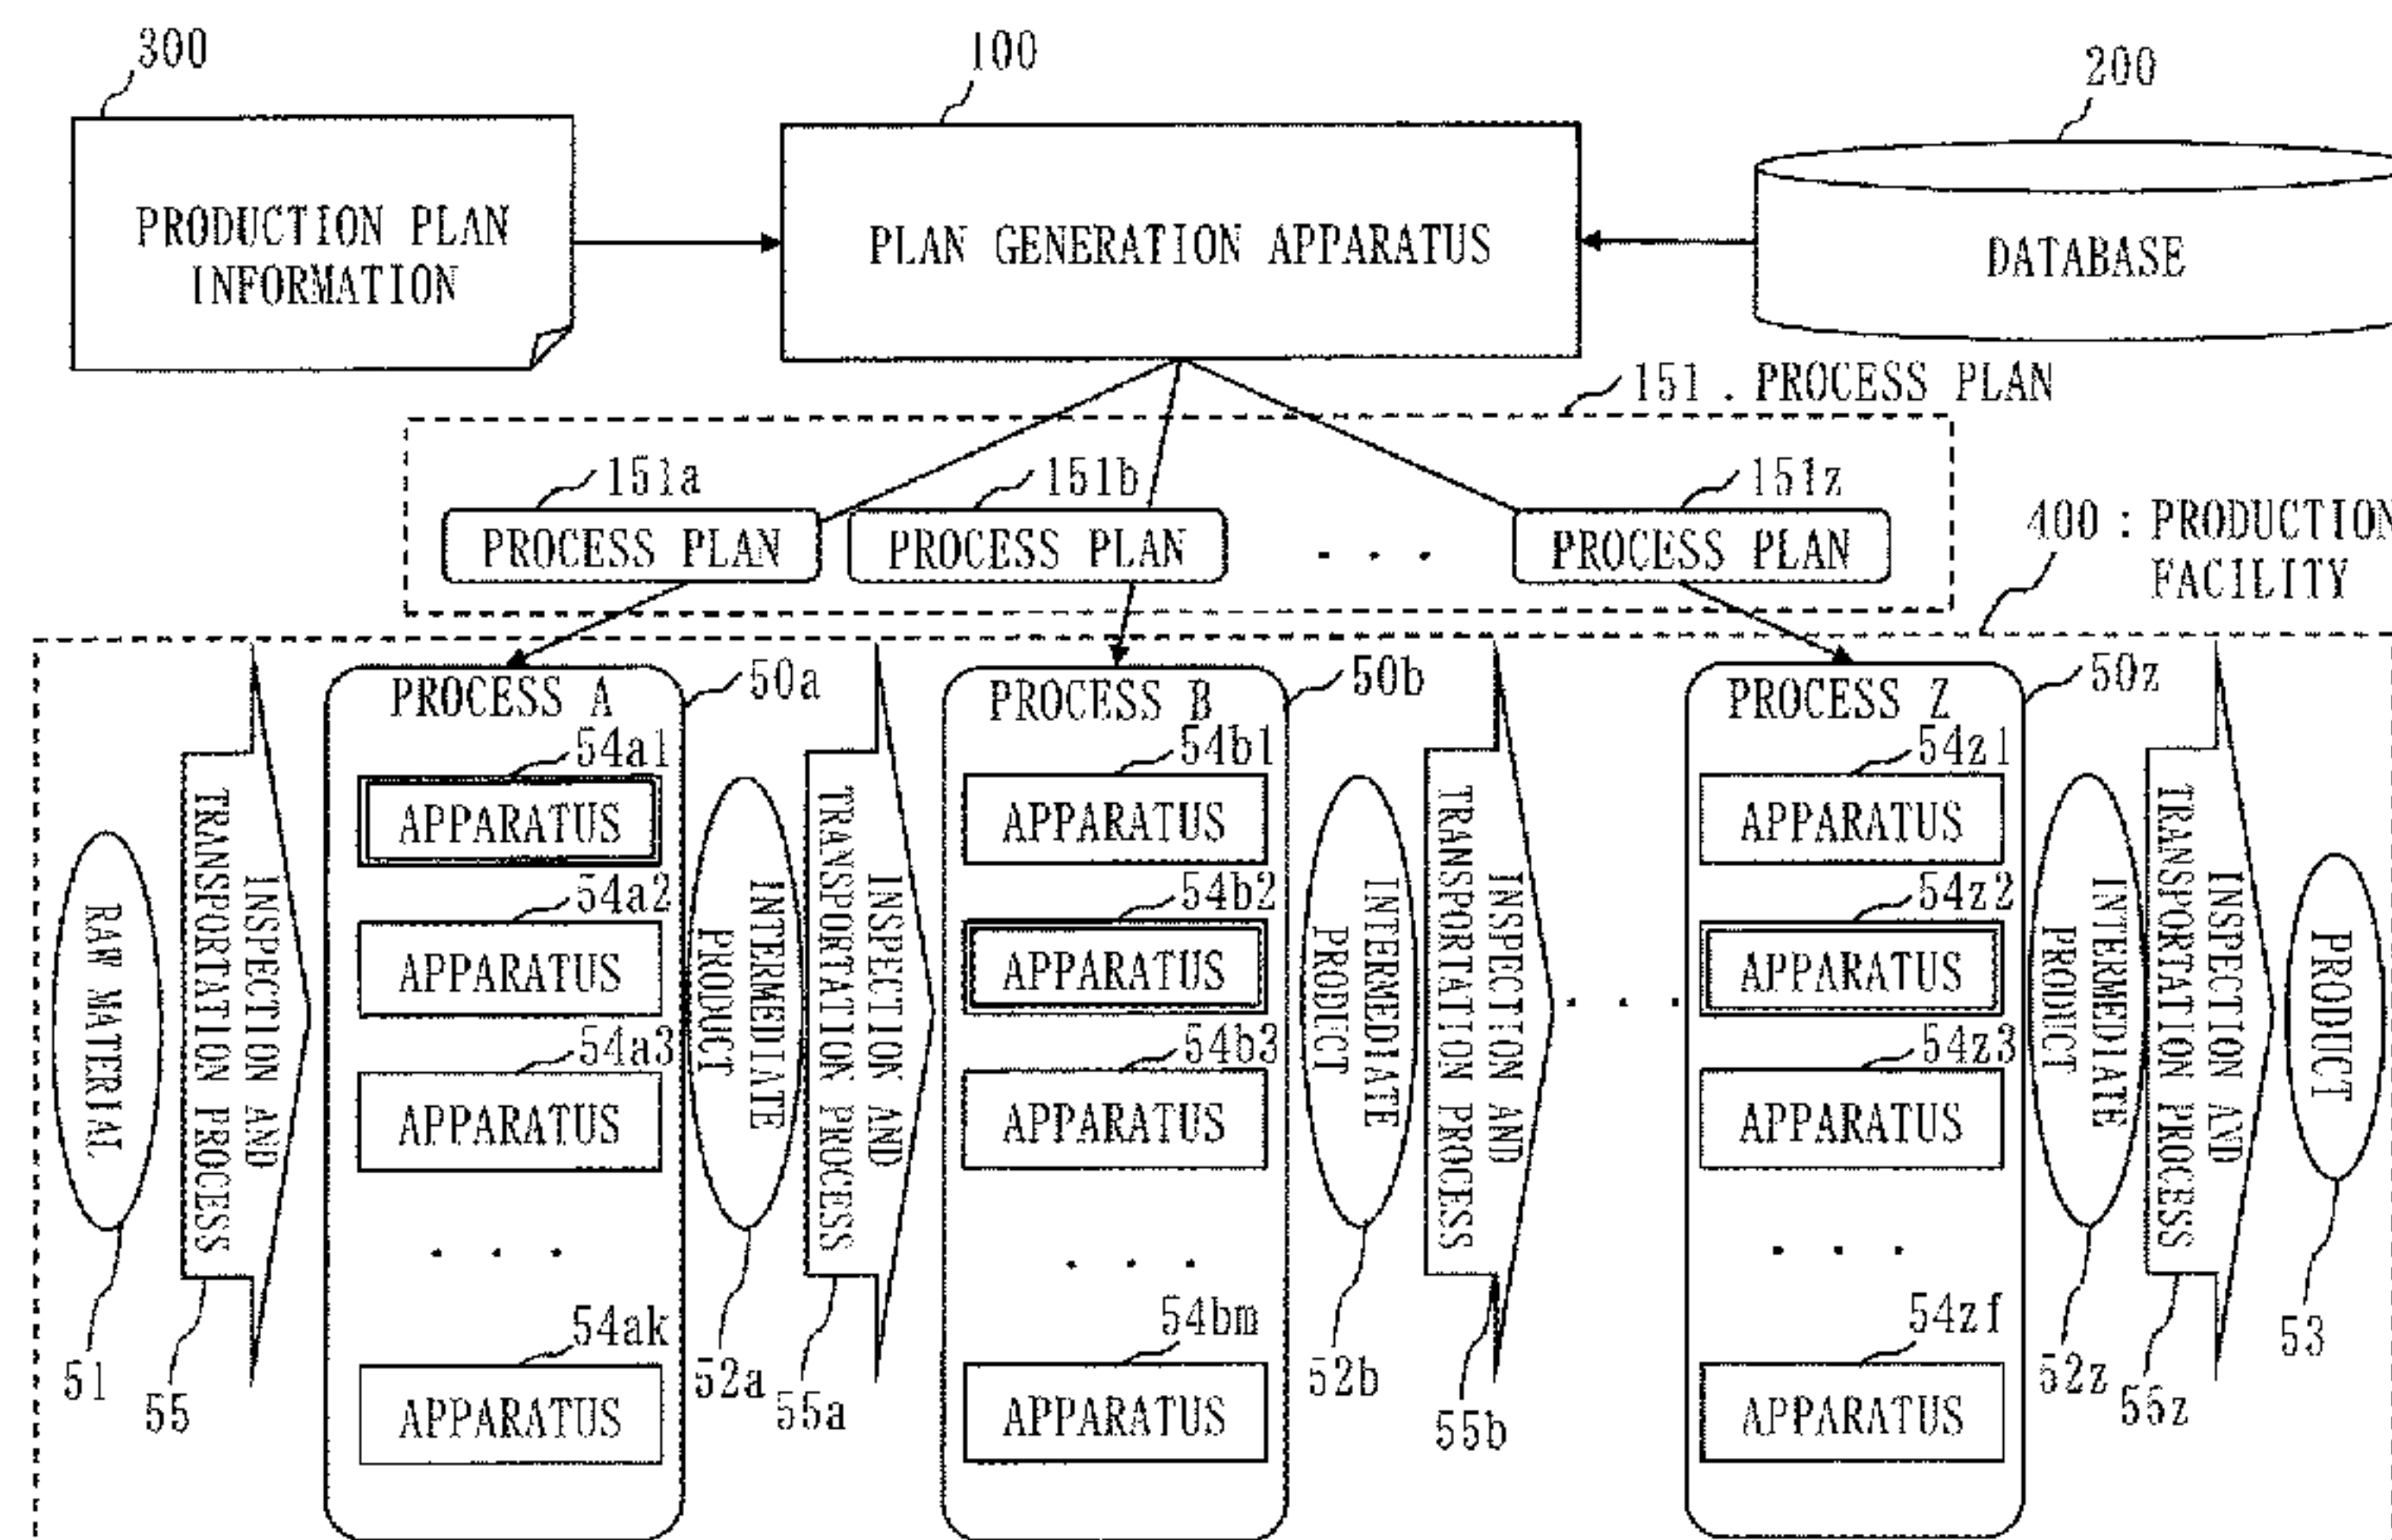 300
100
200
PRODUCTION PLAN
INFORMATION
PLAN GENERATION APPARATUS
DATABASE
151 . PROCESS PLAN
151a
151b
151z
PROCESS PLAN
PROCESS PLAN
. . .
PROCESS PLAN
400 : PRODUCTION
FACILITY
50a
50b
50z
PROCESS A
PROCESS B
PROCESS Z
54a1
54b1
54z1
APPARATUS
APPARATUS
APPARATUS
54a2
54b2
54z2
APPARATUS
APPARATUS
APPARATUS
54a3
54b3
54z3
APPARATUS
APPARATUS
APPARATUS
. . .
. . .
. . .
54ak
54bm
54zf
APPARATUS
APPARATUS
APPARATUS
RAW MATERIAL
INSPECTION AND
TRANSPORTATION PROCESS
INTERMEDIATE
PRODUCT
INSPECTION AND
TRANSPORTATION PROCESS
INTERMEDIATE
PRODUCT
INSPECTION AND
TRANSPORTATION PROCESS
. . .
INTERMEDIATE
PRODUCT
INSPECTION AND
TRANSPORTATION PROCESS
PRODUCT
51
55
52a
55a
52b
55b
52z
55z
53